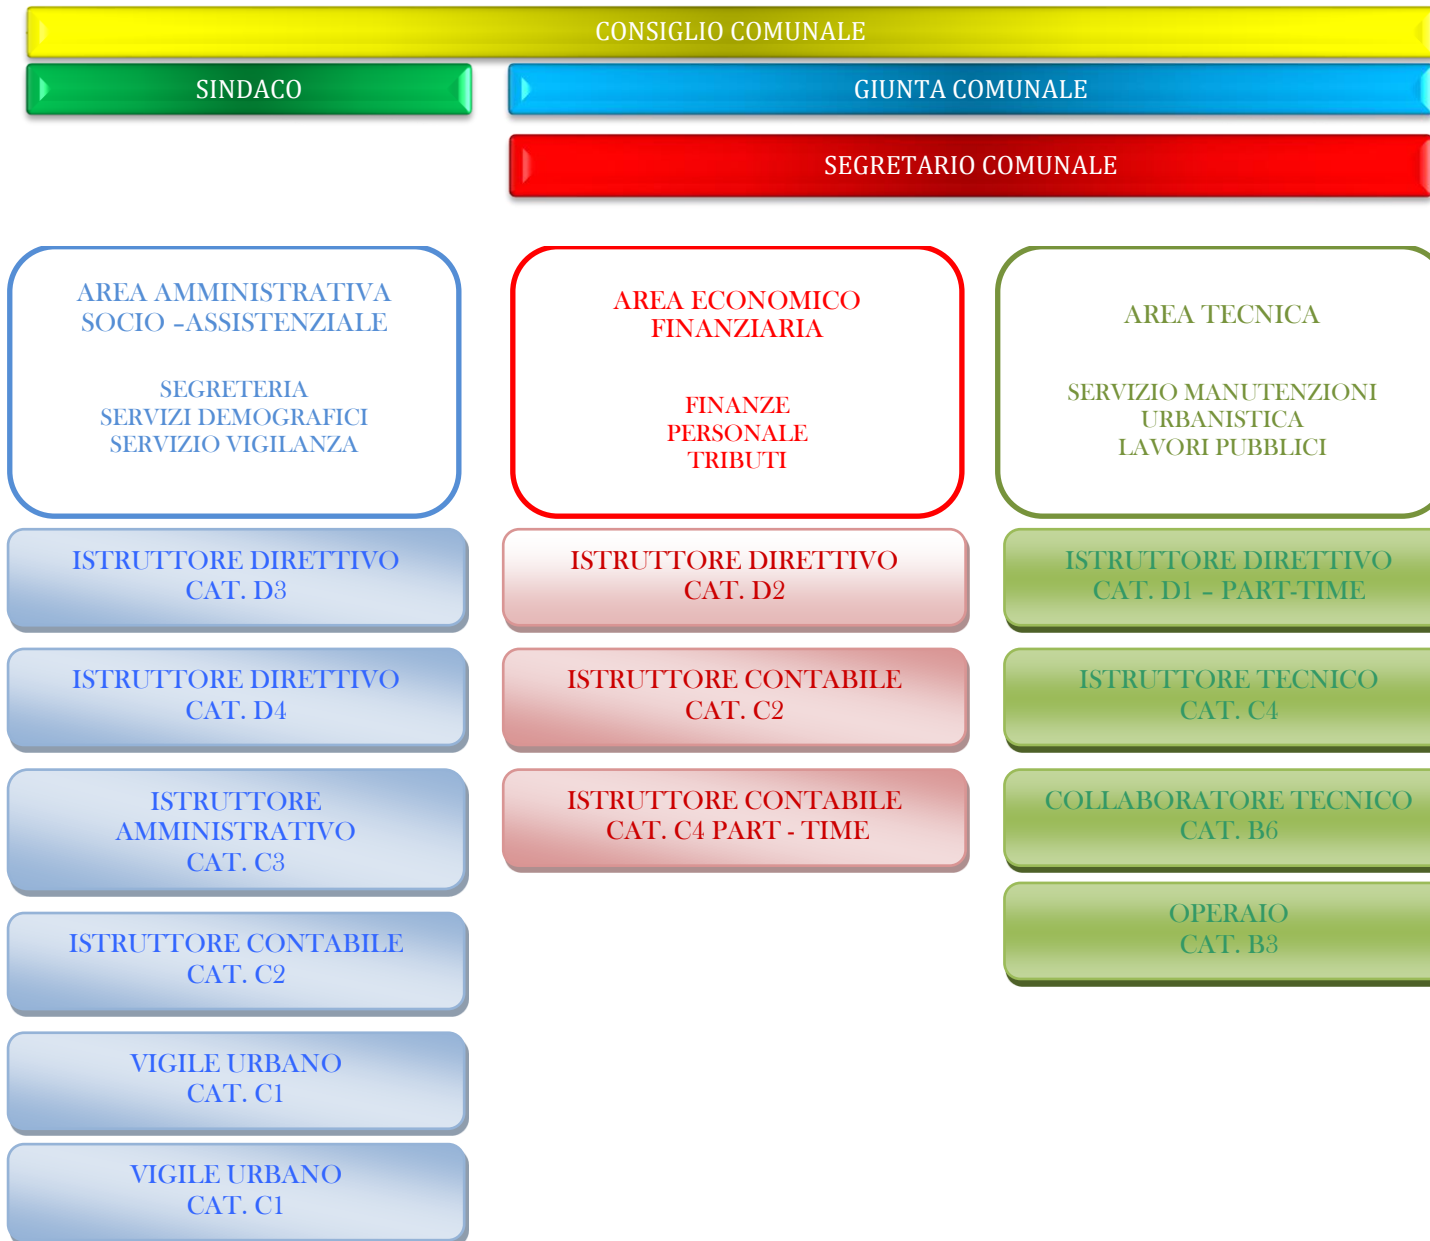 CONSIGLIO COMUNALE
SINDACO
GIUNTA COMUNALE
SEGRETARIO COMUNALE
AREA AMMINISTRATIVA
SOCIO –ASSISTENZIALE
SEGRETERIA
SERVIZI DEMOGRAFICI
SERVIZIO VIGILANZA
AREA ECONOMICO
FINANZIARIA
FINANZE
PERSONALE
TRIBUTI
AREA TECNICA
SERVIZIO MANUTENZIONI
URBANISTICA
LAVORI PUBBLICI
ISTRUTTORE DIRETTIVO
CAT. D3
ISTRUTTORE DIRETTIVO
CAT. D4
ISTRUTTORE
AMMINISTRATIVO
CAT. C3
ISTRUTTORE CONTABILE
CAT. C2
VIGILE URBANO
CAT. C1
VIGILE URBANO
CAT. C1
ISTRUTTORE DIRETTIVO
CAT. D2
ISTRUTTORE CONTABILE
CAT. C2
ISTRUTTORE CONTABILE
CAT. C4 PART - TIME
ISTRUTTORE DIRETTIVO
CAT. D1 – PART-TIME
ISTRUTTORE TECNICO
CAT. C4
COLLABORATORE TECNICO
CAT. B6
OPERAIO
CAT. B3